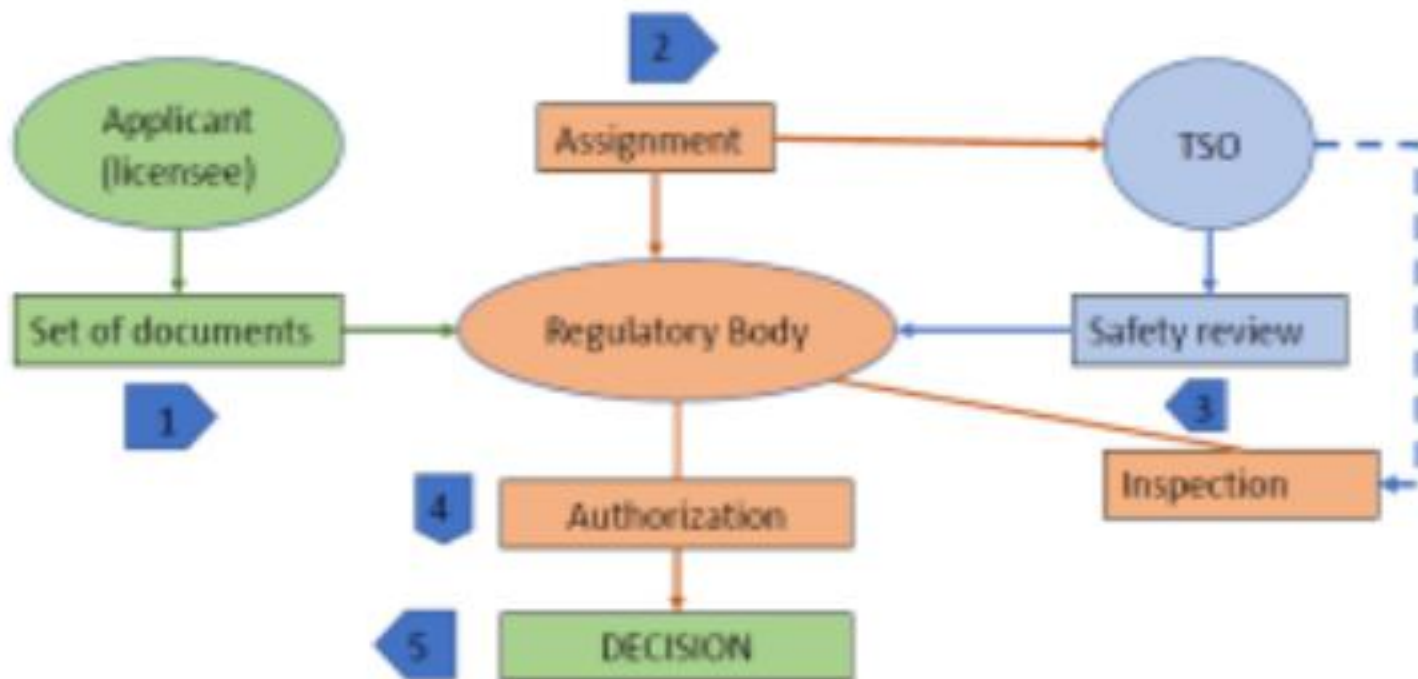 2
Applicant
(licensee)
Assignment
TSO
Set of documents
Regulatory Body
Safety review
1
3
Inspection
4
Authorization
5
DECISION